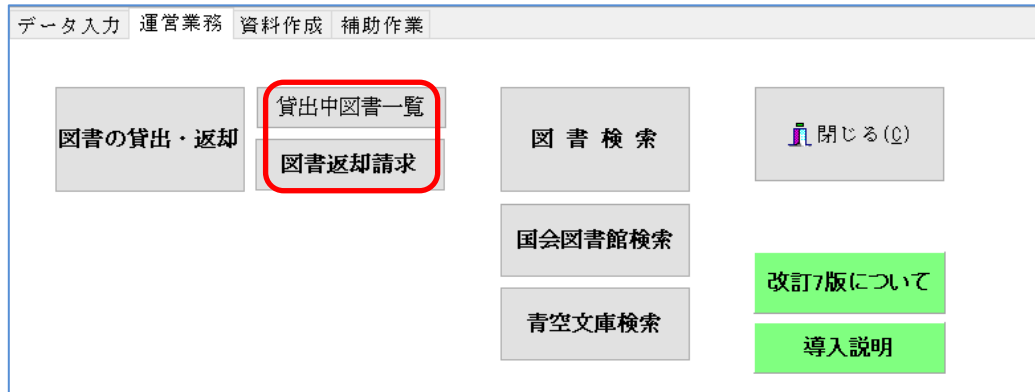 データ入力 運営業務 資料作成 補助作業
図書の貸出・返却
貸出中図書一覧
図書返却請求
図 書 検 索
国会図書館検索
青空文庫検索
閉じる(C)
改訂7版について
導入説明